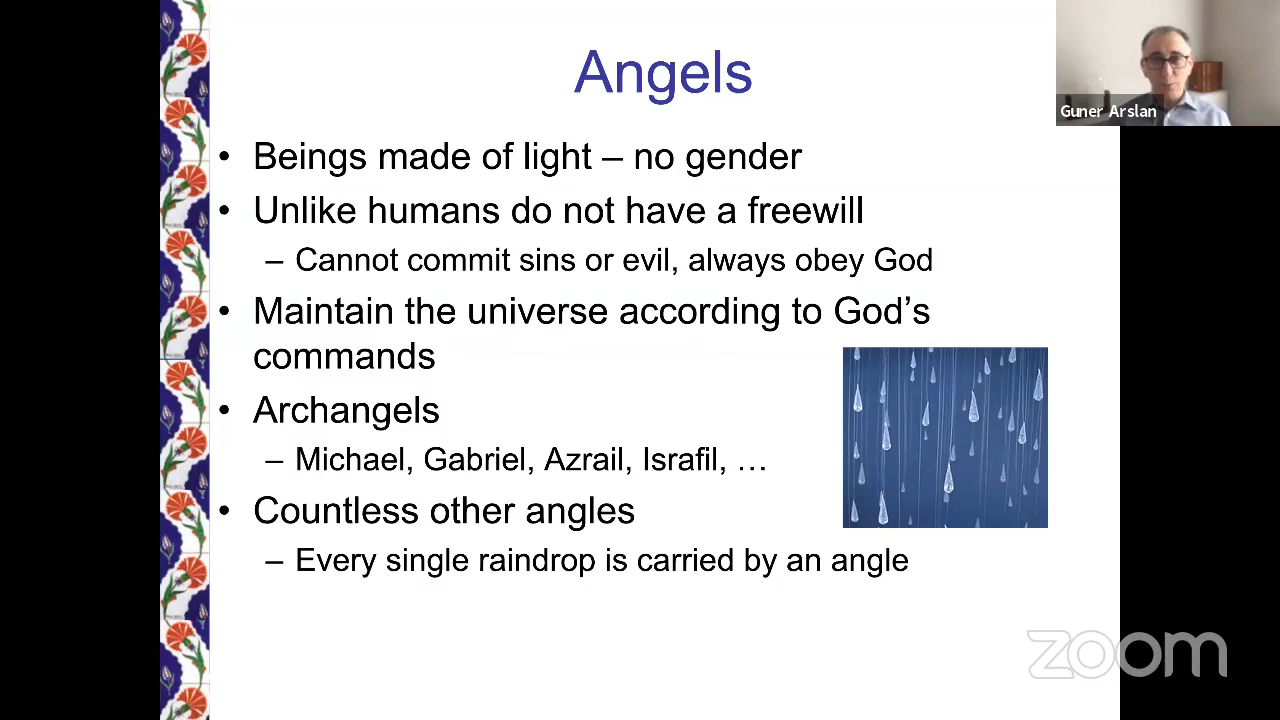 Angels
Guner Arslan
• Beings made of light – no gender
• Unlike humans do not have a freewill
– Cannot commit sins or evil, always obey God
• Maintain the universe according to God’s
commands
• Archangels
– Michael, Gabriel, Azrail, Israfil, …
• Countless other angles
– Every single raindrop is carried by an angle
zoom